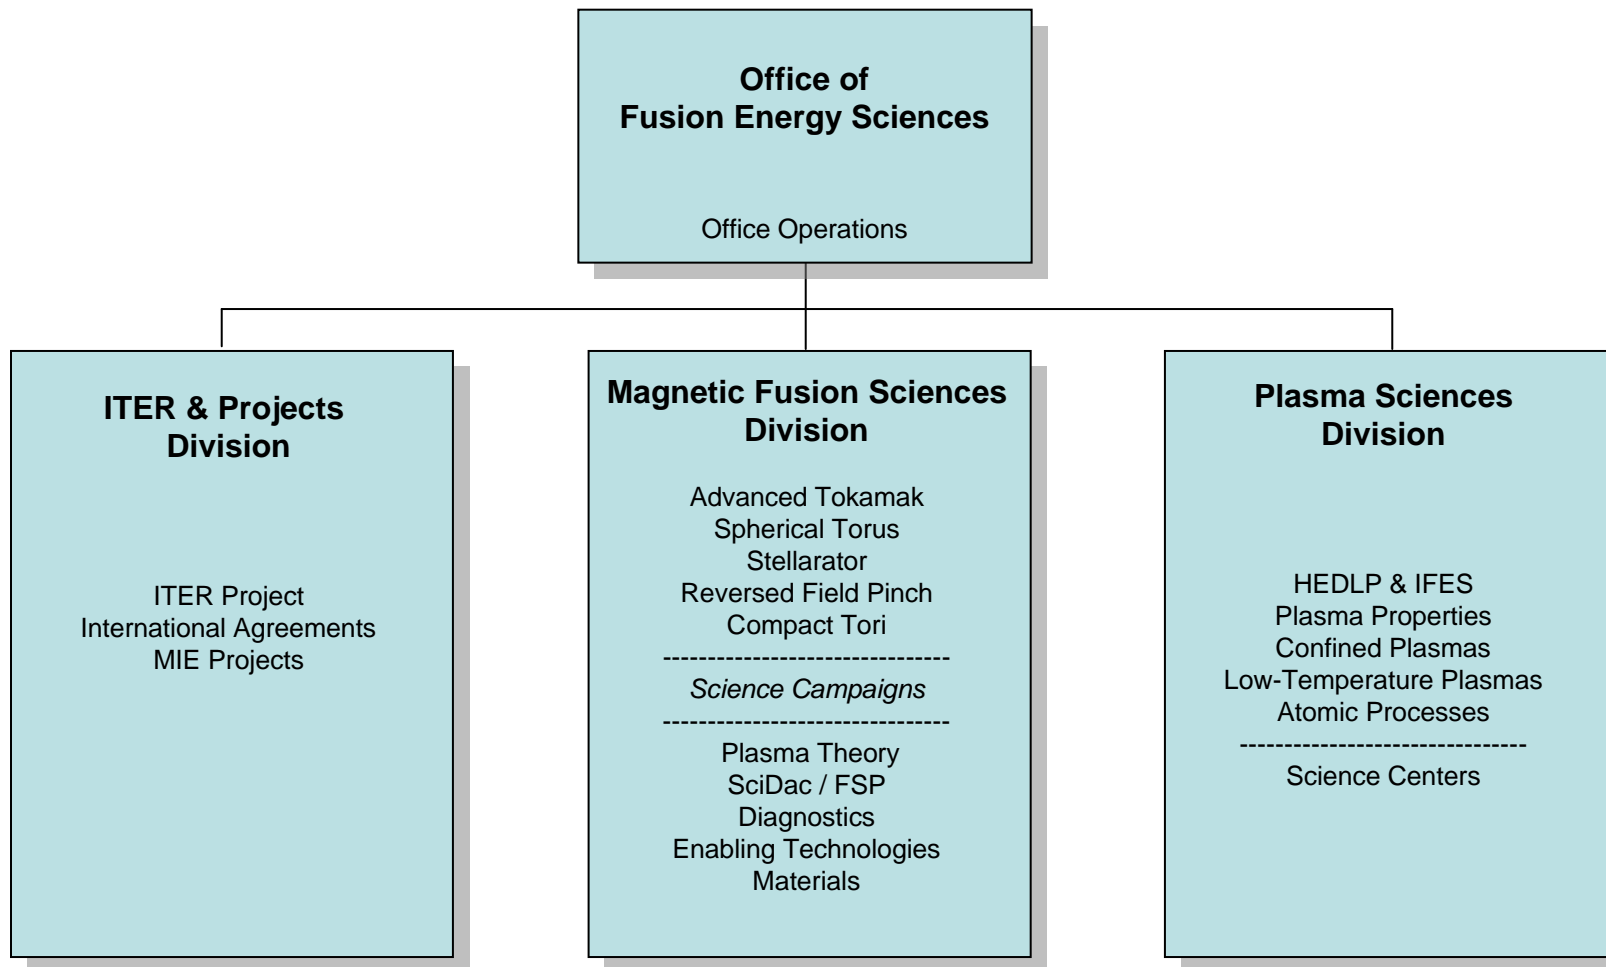 Office of
Fusion Energy Sciences
Office Operations
ITER & Projects
Division
ITER Project
International Agreements
MIE Projects
Magnetic Fusion Sciences
Division
Advanced Tokamak
Spherical Torus
Stellarator
Reversed Field Pinch
Compact Tori
--------------------------------
Science Campaigns
--------------------------------
Plasma Theory
SciDac / FSP
Diagnostics
Enabling Technologies
Materials
Plasma Sciences
Division
HEDLP & IFES
Plasma Properties
Confined Plasmas
Low-Temperature Plasmas
Atomic Processes
--------------------------------
Science Centers